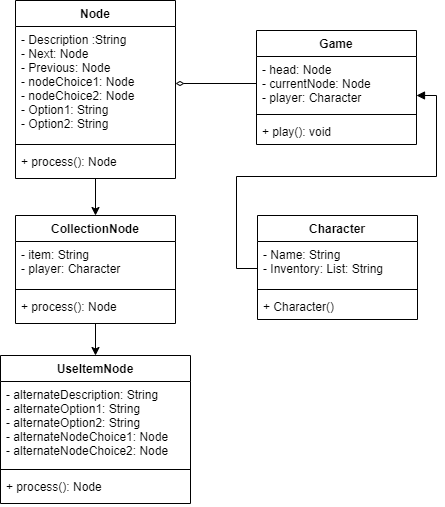 Node
- Description :String
- Next: Node
- Previous: Node
- nodeChoice1: Node
- nodeChoice2: Node
- Option1: String
- Option2: String
+ process(): Node
Game
- head: Node
- currentNode: Node
- player: Character
+ play(): void
CollectionNode
- item: String
- player: Character
+ process(): Node
Character
- Name: String
- Inventory: List: String
+ Character()
UseItemNode
- alternateDescription: String
- alternateOption1: String
- alternateOption2: String
- alternateNodeChoice1: Node
- alternateNodeChoice2: Node
+ process(): Node